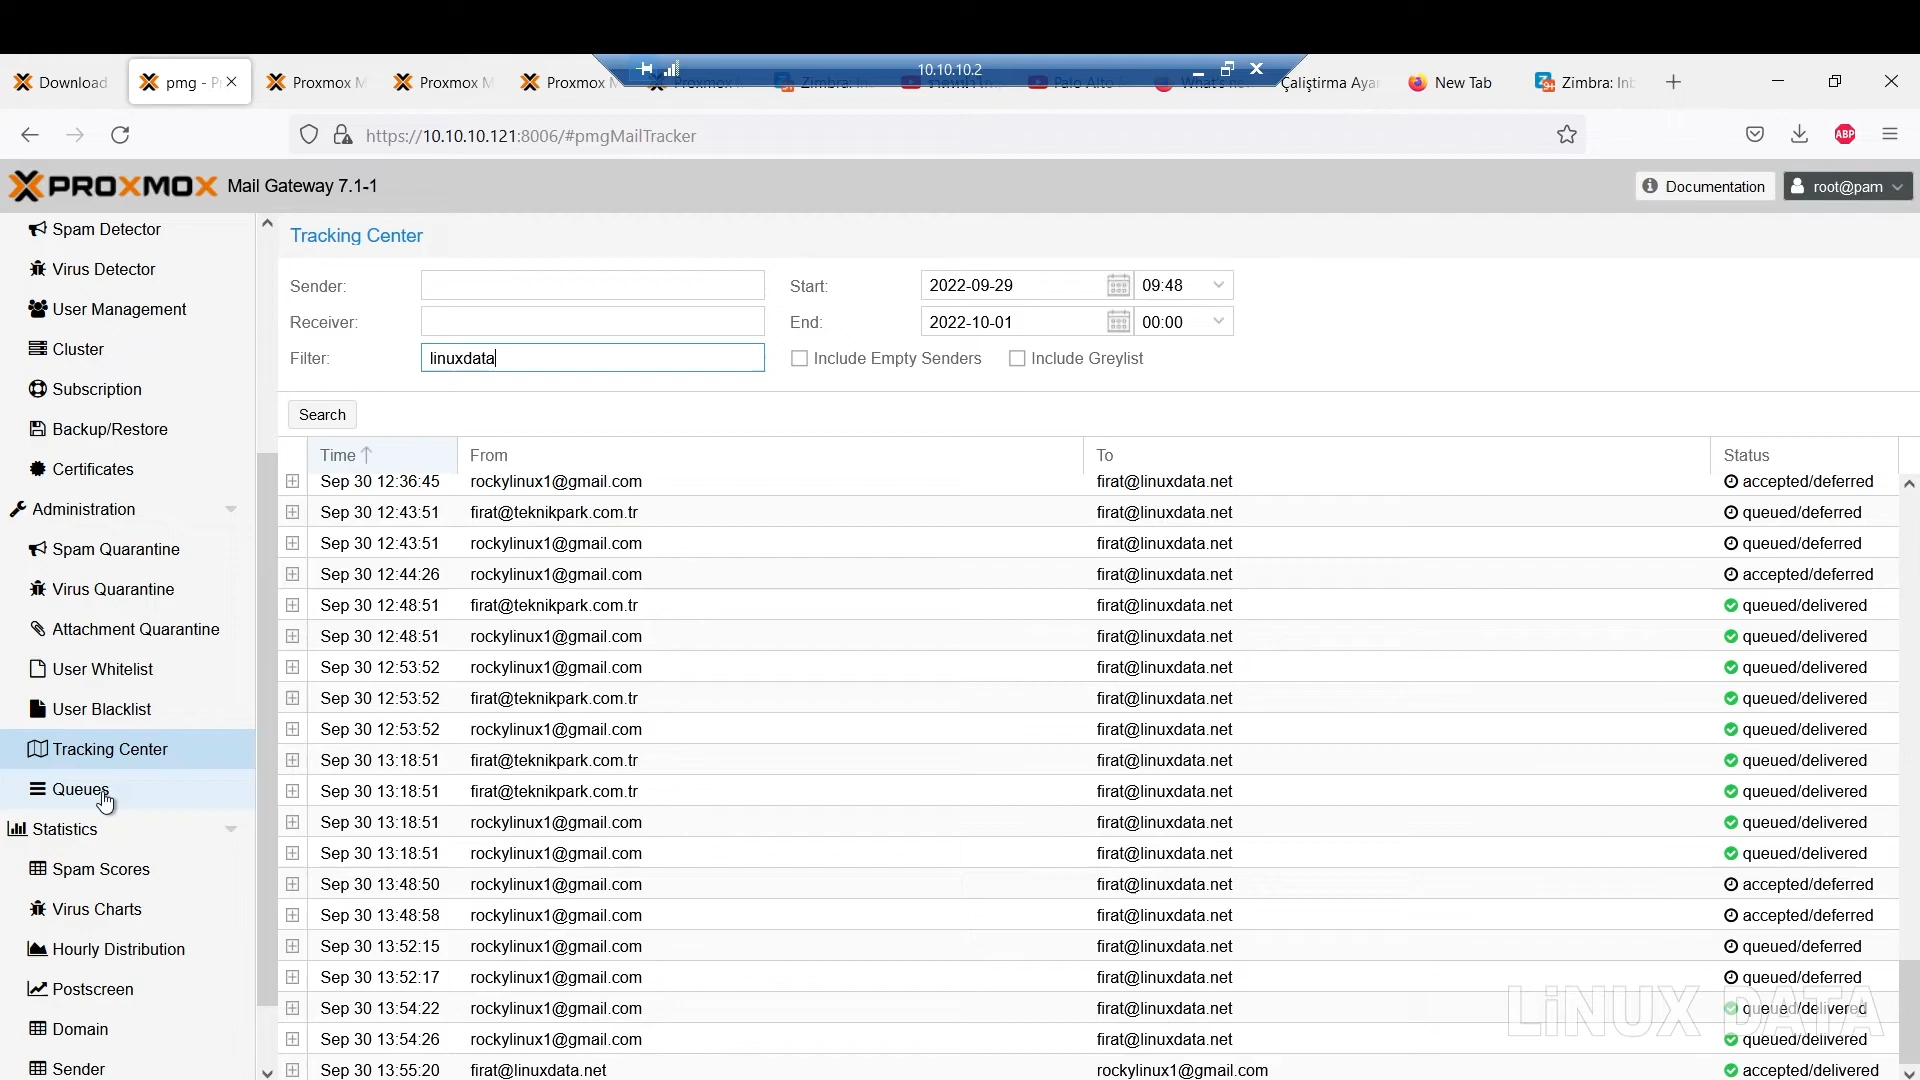 10.10.10.2
Download
pmg - P
Proxmox M
Proxmox M
Proxmox M
Zimbra: In
Palo Alto
What's ne
Çaliştirma Ayar
New Tab
Zimbra: Inb
https://10.10.10.121:8006/#pmgMailTracker
ABP
PROXMOX Mail Gateway 7.1-1
Documentation
root@pam
Spam Detector
Virus Detector
User Management
Cluster
Subscription
Backup/Restore
Certificates
Administration
Spam Quarantine
Virus Quarantine
Attachment Quarantine
User Whitelist
User Blacklist
Tracking Center
Queues
Statistics
Spam Scores
Virus Charts
Hourly Distribution
Postscreen
Domain
Sender
Tracking Center
Sender: Start: 2022-09-29 09:48
Receiver: End: 2022-10-01 00:00
Filter: linuxdata Include Empty Senders Include Greylist
Search
Time From To Status
Sep 30 12:36:45 rockylinux1@gmail.com firat@linuxdata.net accepted/deferred
Sep 30 12:43:51 firat@teknikpark.com.tr firat@linuxdata.net queued/deferred
Sep 30 12:43:51 rockylinux1@gmail.com firat@linuxdata.net queued/deferred
Sep 30 12:44:26 rockylinux1@gmail.com firat@linuxdata.net accepted/deferred
Sep 30 12:48:51 firat@teknikpark.com.tr firat@linuxdata.net queued/delivered
Sep 30 12:48:51 rockylinux1@gmail.com firat@linuxdata.net queued/delivered
Sep 30 12:53:52 rockylinux1@gmail.com firat@linuxdata.net queued/delivered
Sep 30 12:53:52 firat@teknikpark.com.tr firat@linuxdata.net queued/delivered
Sep 30 12:53:52 rockylinux1@gmail.com firat@linuxdata.net queued/delivered
Sep 30 13:18:51 firat@teknikpark.com.tr firat@linuxdata.net queued/delivered
Sep 30 13:18:51 firat@teknikpark.com.tr firat@linuxdata.net queued/delivered
Sep 30 13:18:51 rockylinux1@gmail.com firat@linuxdata.net queued/delivered
Sep 30 13:18:51 rockylinux1@gmail.com firat@linuxdata.net queued/delivered
Sep 30 13:48:50 rockylinux1@gmail.com firat@linuxdata.net accepted/deferred
Sep 30 13:48:58 rockylinux1@gmail.com firat@linuxdata.net accepted/deferred
Sep 30 13:52:15 rockylinux1@gmail.com firat@linuxdata.net queued/deferred
Sep 30 13:52:17 rockylinux1@gmail.com firat@linuxdata.net queued/deferred
Sep 30 13:54:22 rockylinux1@gmail.com firat@linuxdata.net queued/delivered
Sep 30 13:54:26 rockylinux1@gmail.com firat@linuxdata.net queued/delivered
Sep 30 13:55:20 firat@linuxdata.net rockylinux1@gmail.com accepted/delivered
LiNUX DATA